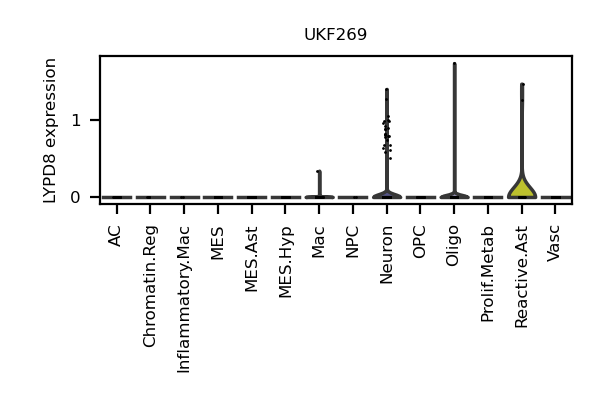 UKF269
LYPD8 expression
1
0
AC
Chromatin.Reg
Inflammatory.Mac
MES
MES.Ast
MES.Hyp
Mac
NPC
Neuron
OPC
Oligo
Prolif.Metab
Reactive.Ast
Vasc